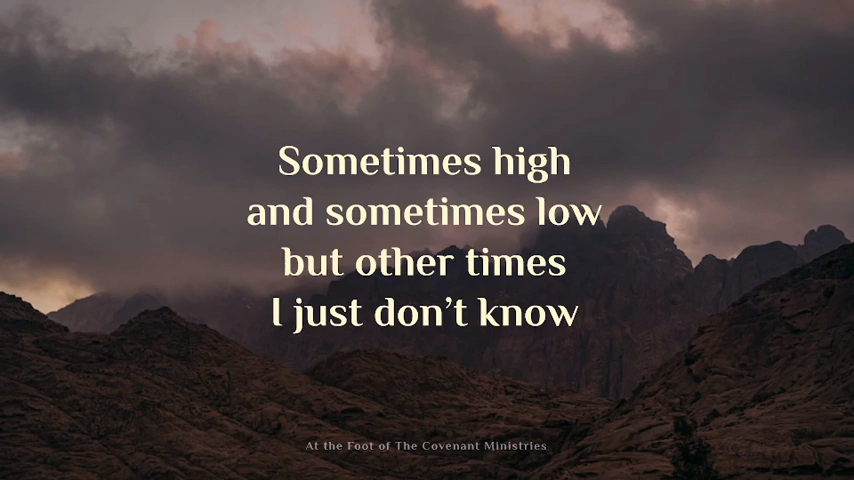 Sometimes high
and sometimes low
but other times
I just don’t know
At the Foot of The Covenant Ministries